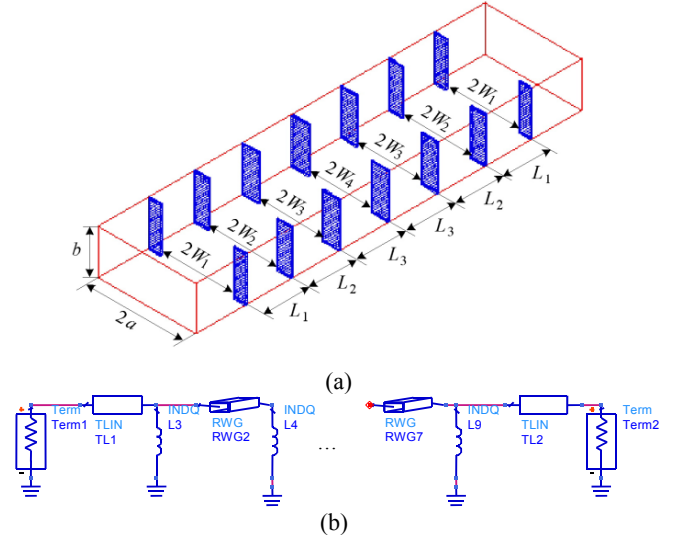 2W₁
2W₂
2W₃
2W₄
2W₃
2W₂
2W₁
b
2a
L₁
L₂
L₃
L₃
L₂
L₁
(a)
Term
Term1
TLIN
TL1
INDQ
L3
RWG
RWG2
INDQ
L4
...
RWG
RWG7
INDQ
L9
TLIN
TL2
Term
Term2
(b)